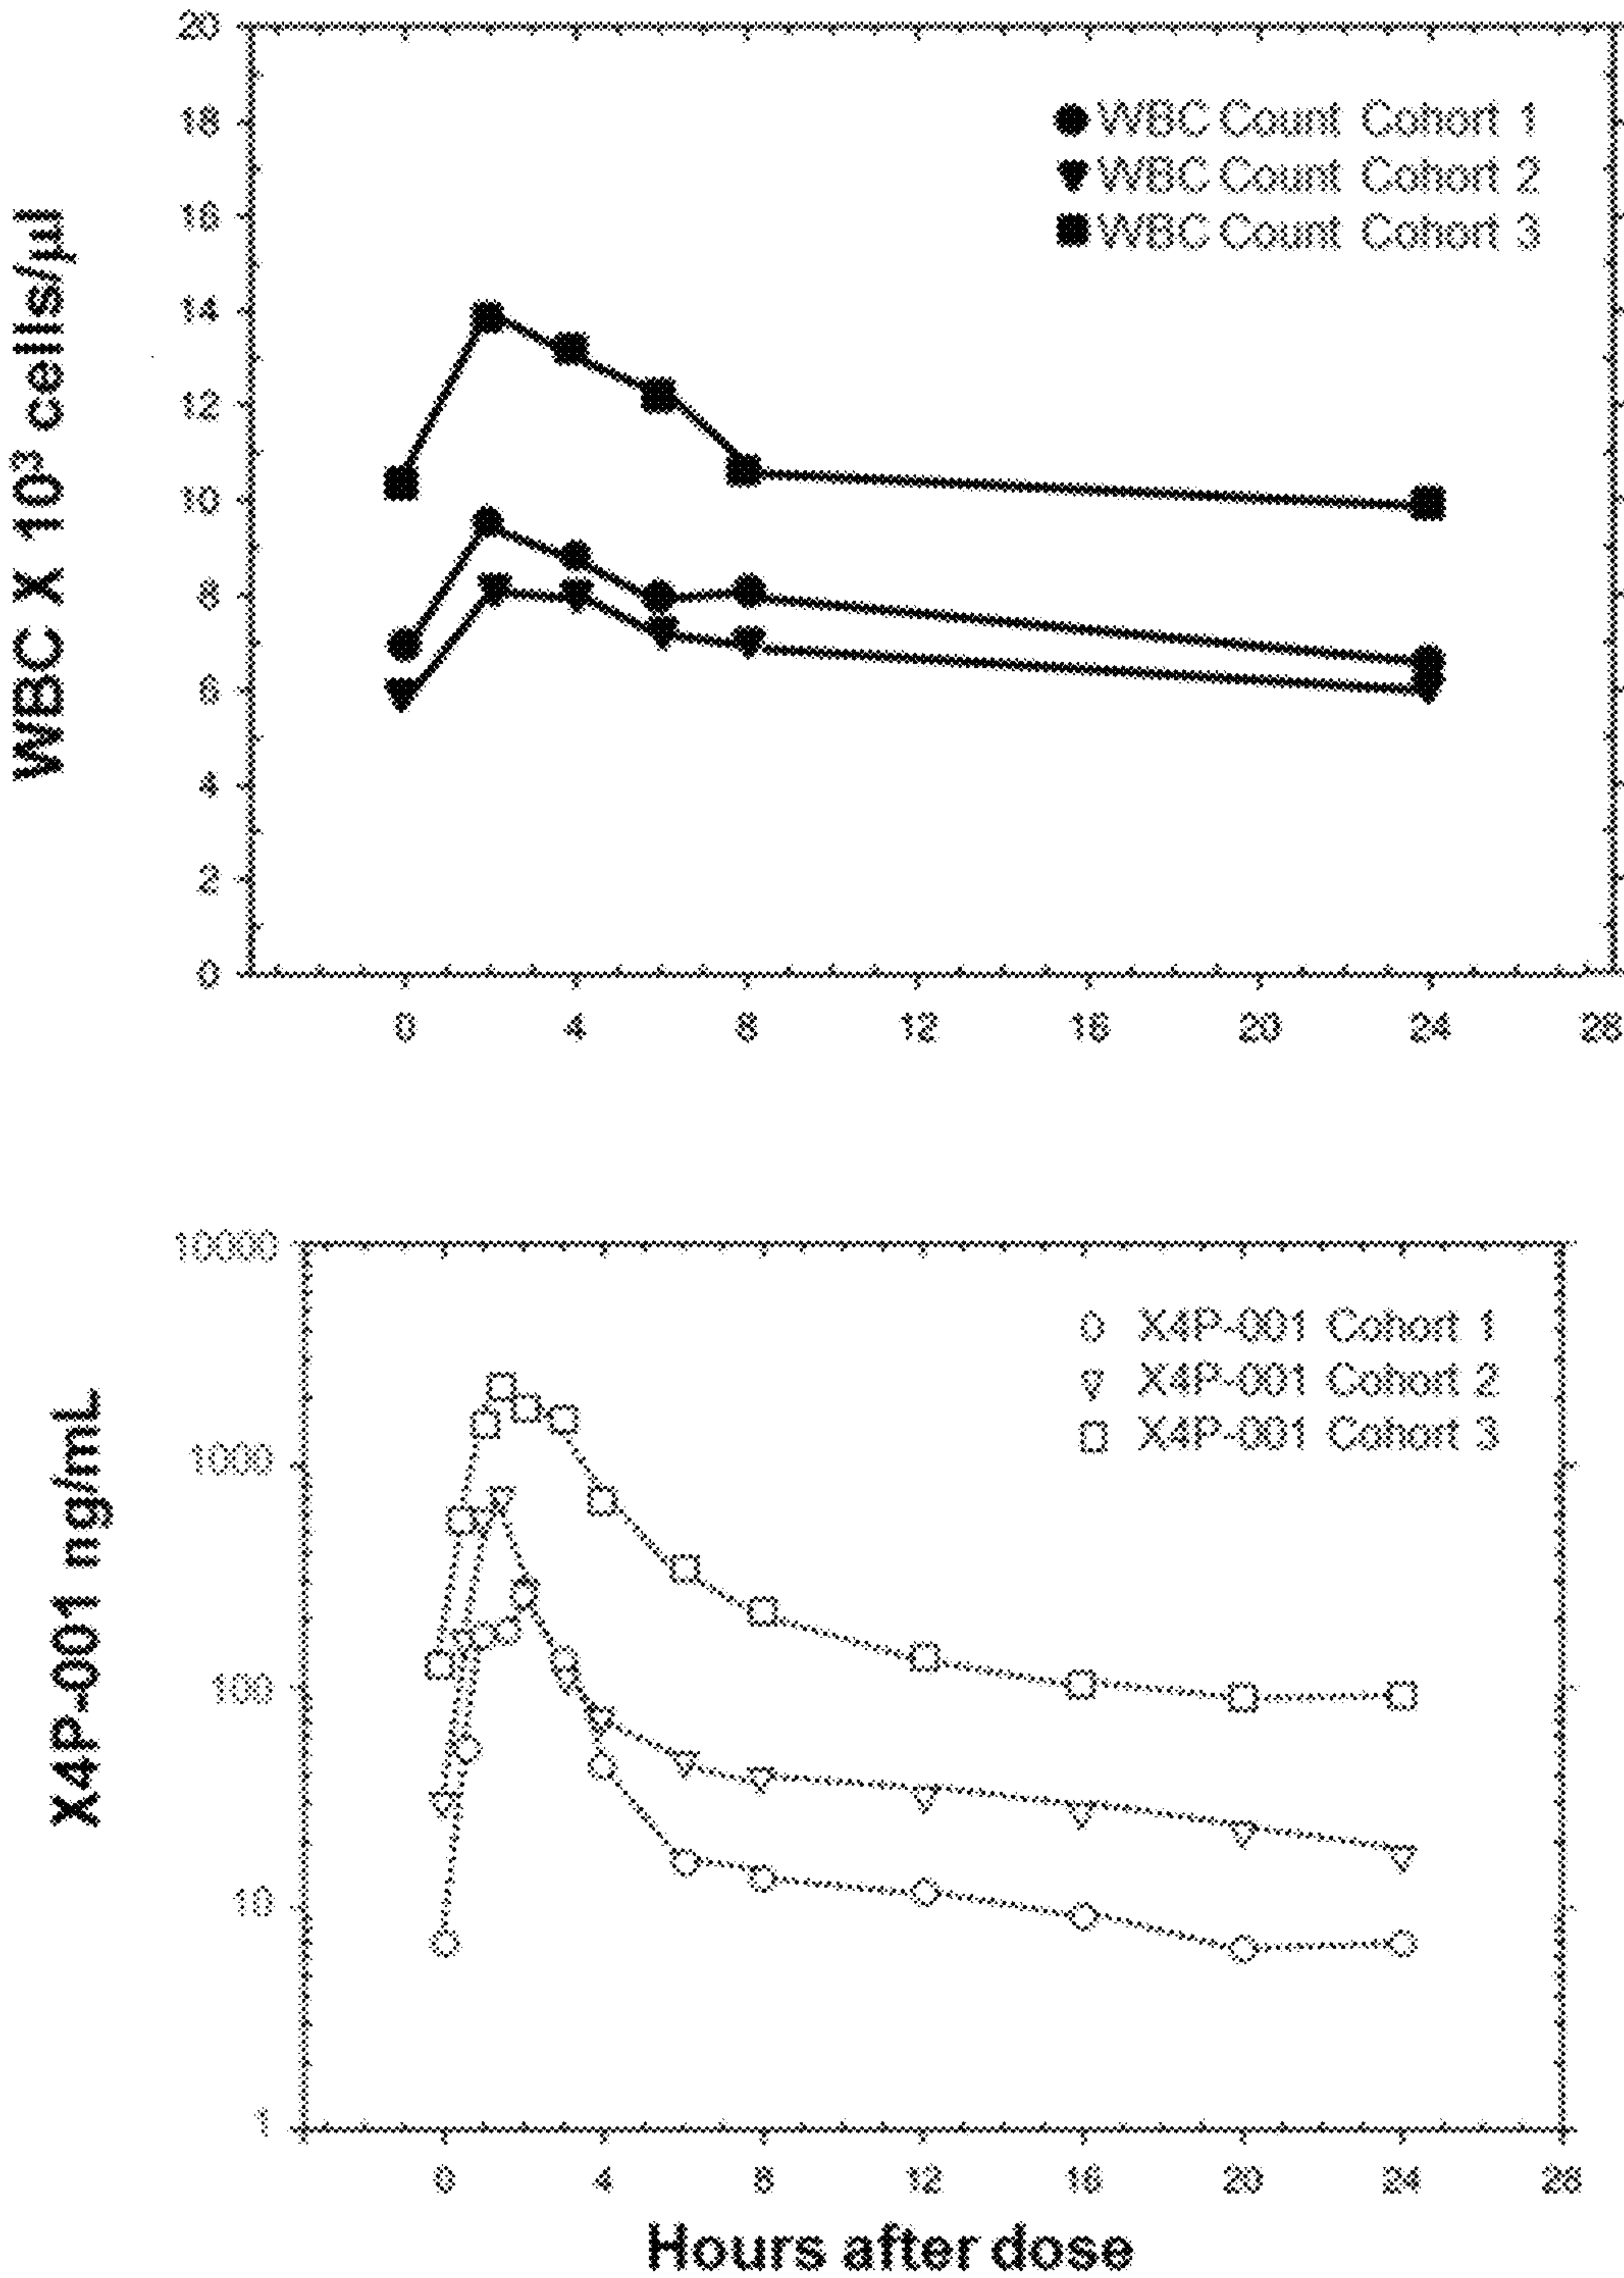 20
18
16
14
12
10
8
6
4
2
0
WBC X 10³ cells/µl
WBC Count Cohort 1
WBC Count Cohort 2
WBC Count Cohort 3
0 4 8 12 16 20 24 28
10000
1000
100
10
1
X4P-001 ng/mL
X4P-001 Cohort 1
X4P-001 Cohort 2
X4P-001 Cohort 3
0 4 8 12 16 20 24 28
Hours after dose